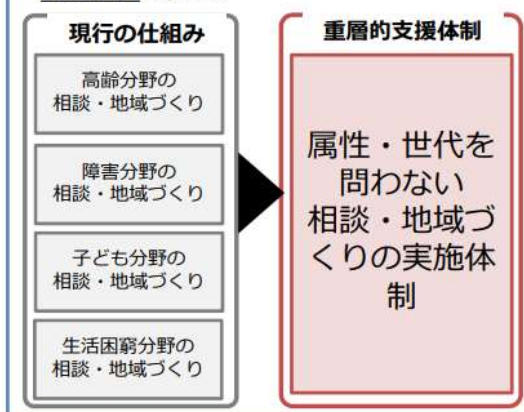 現行の仕組み
高齢分野の
相談・地域づくり
障害分野の
相談・地域づくり
子ども分野の
相談・地域づくり
生活困窮分野の
相談・地域づくり
重層的支援体制
属性・世代を
問わない
相談・地域づ
くりの実施体
制